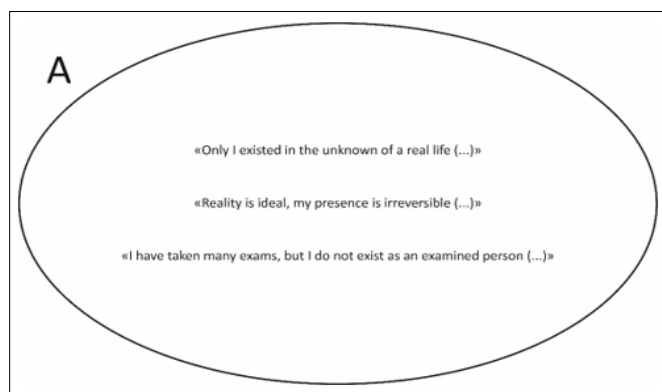 A
«Only I existed in the unknown of a real life (...)»
«Reality is ideal, my presence is irreversible (...)»
«I have taken many exams, but I do not exist as an examined person (...)»